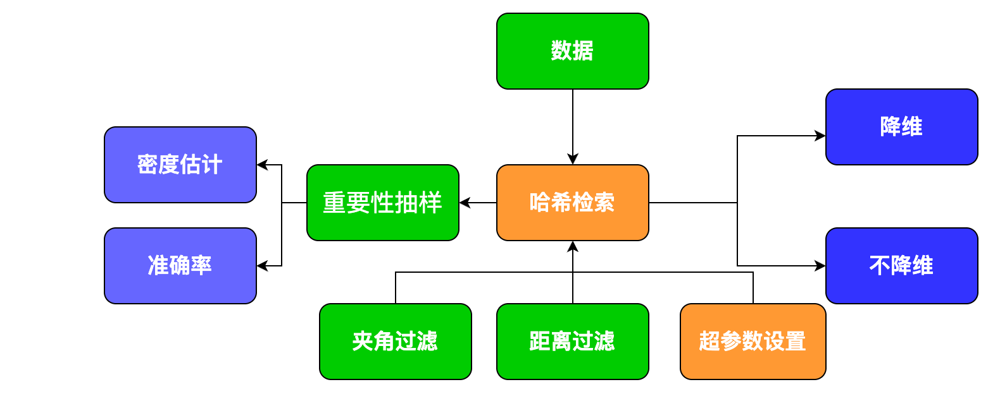 数据
降维
密度估计
重要性抽样
哈希检索
准确率
不降维
夹角过滤
距离过滤
超参数设置